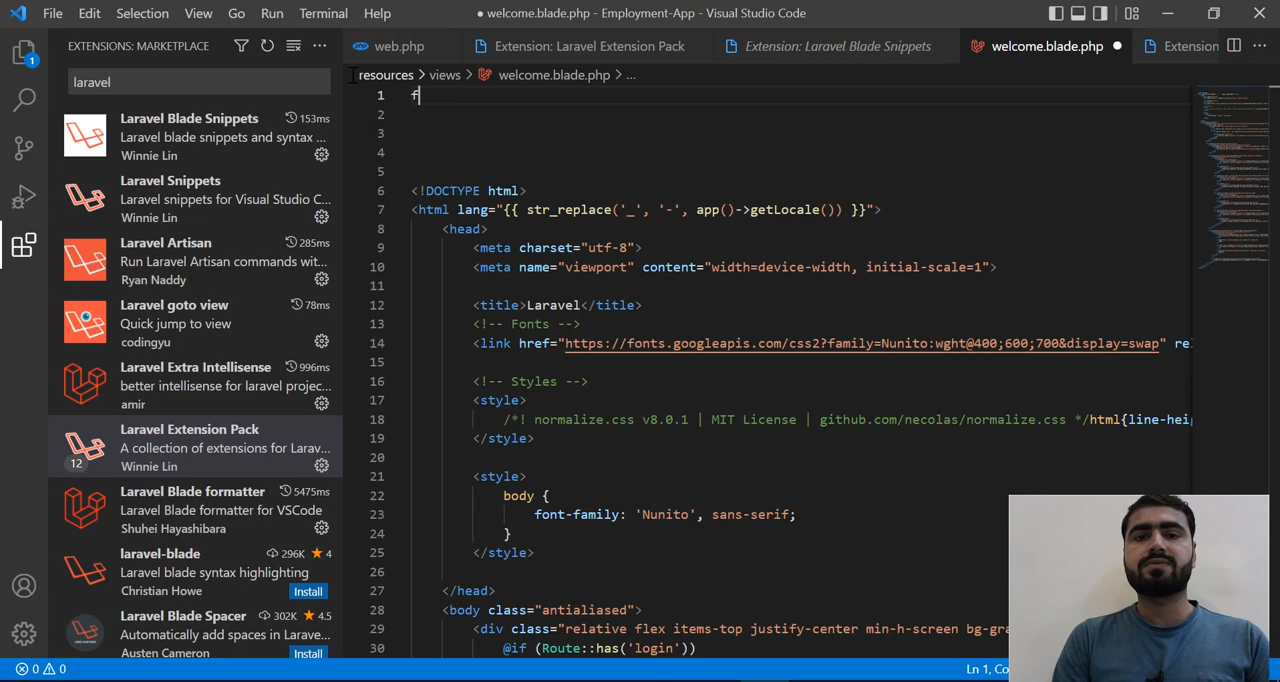 File Edit Selection View Go Run Terminal Help
● welcome.blade.php - Employment-App - Visual Studio Code
EXTENSIONS: MARKETPLACE
web.php
Extension: Laravel Extension Pack
Extension: Laravel Blade Snippets
welcome.blade.php
Extension
1
laravel
resources > views > welcome.blade.php > ...
Laravel Blade Snippets 153ms
Laravel blade snippets and syntax ...
Winnie Lin
Laravel Snippets
Laravel snippets for Visual Studio C...
Winnie Lin
Laravel Artisan 285ms
Run Laravel Artisan commands wit...
Ryan Naddy
Laravel goto view 78ms
Quick jump to view
codingyu
Laravel Extra Intellisense 996ms
better intellisense for laravel projec...
amir
Laravel Extension Pack
A collection of extensions for Larav...
12
Winnie Lin
Laravel Blade formatter 5475ms
Laravel Blade formatter for VSCode
Shuhei Hayashibara
laravel-blade 296K ★ 4
Laravel blade syntax highlighting
Christian Howe Install
Laravel Blade Spacer 302K ★ 4.5
Automatically add spaces in Larave...
Austen Cameron Install
1 f
2
3
4
5
6 <!DOCTYPE html>
7 <html lang="{{ str_replace('_', '-', app()->getLocale()) }}">
8 <head>
9 <meta charset="utf-8">
10 <meta name="viewport" content="width=device-width, initial-scale=1">
11
12 <title>Laravel</title>
13 <!-- Fonts -->
14 <link href="https://fonts.googleapis.com/css2?family=Nunito:wght@400;600;700&display=swap" rel
15
16 <!-- Styles -->
17 <style>
18 /*! normalize.css v8.0.1 | MIT License | github.com/necolas/normalize.css */html{line-hei
19 </style>
20
21 <style>
22 body {
23 font-family: 'Nunito', sans-serif;
24 }
25 </style>
26
27 </head>
28 <body class="antialiased">
29 <div class="relative flex items-top justify-center min-h-screen bg-gra
30 @if (Route::has('login'))
0 0
Ln 1, Co